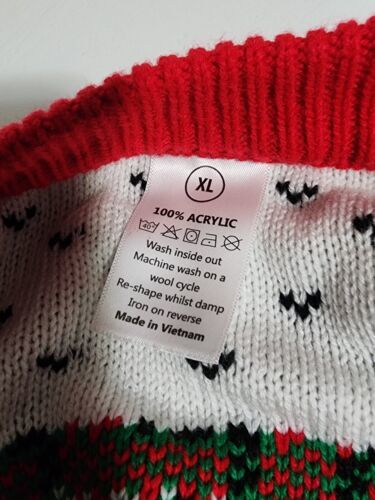 XL
100% ACRYLIC
40°
Wash inside out
Machine wash on a
wool cycle
Re-shape whilst damp
Iron on reverse
Made in Vietnam